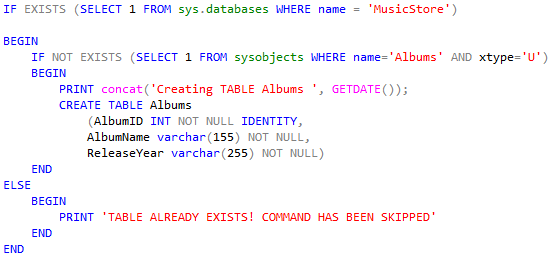 IF EXISTS (SELECT 1 FROM sys.databases WHERE name = 'MusicStore')
BEGIN
IF NOT EXISTS (SELECT 1 FROM sysobjects WHERE name='Albums' AND xtype='U')
BEGIN
PRINT concat('Creating TABLE Albums ', GETDATE());
CREATE TABLE Albums
(AlbumID INT NOT NULL IDENTITY,
AlbumName varchar(155) NOT NULL,
ReleaseYear varchar(255) NOT NULL)
END
ELSE
BEGIN
PRINT 'TABLE ALREADY EXISTS! COMMAND HAS BEEN SKIPPED'
END
END